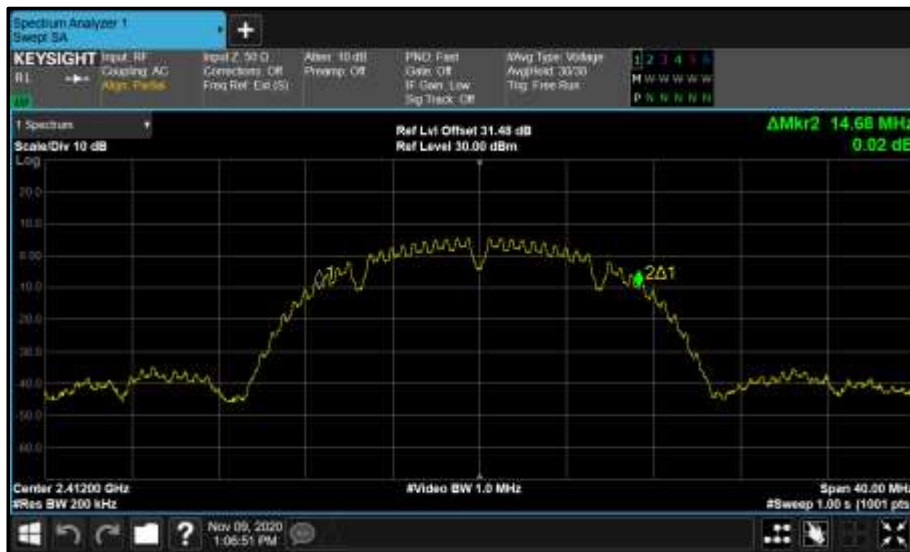 Spectrum Analyzer 1
Swept SA
+
KEYSIGHT Input: RF Input Z: 50 Ω Atten: 10 dB PNO: Fast Avg Type: Voltage 1 2 3 4 5 6
R L Coupling: AC Corrections: Off Preamp: Off Gate: Off Avg|Hold: 30/30 M W W W W W W
Align: Partial Freq Ref: Ext (S) IF Gain: Low Trig: Free Run
Sig Track: Off P N N N N N N
1 Spectrum
Ref Lvl Offset 31.48 dB ΔMkr2 14.68 MHz
Scale/Div 10 dB Ref Level 30.00 dBm 0.02 dB
Log
20.0
10.0
0.00
-10.0
-20.0
-30.0
-40.0
-50.0
-60.0
1
2Δ1
Center 2.41200 GHz #Video BW 1.0 MHz Span 40.00 MHz
#Res BW 200 kHz #Sweep 1.00 s (1001 pts)
? Nov 09, 2020
1:06:51 PM